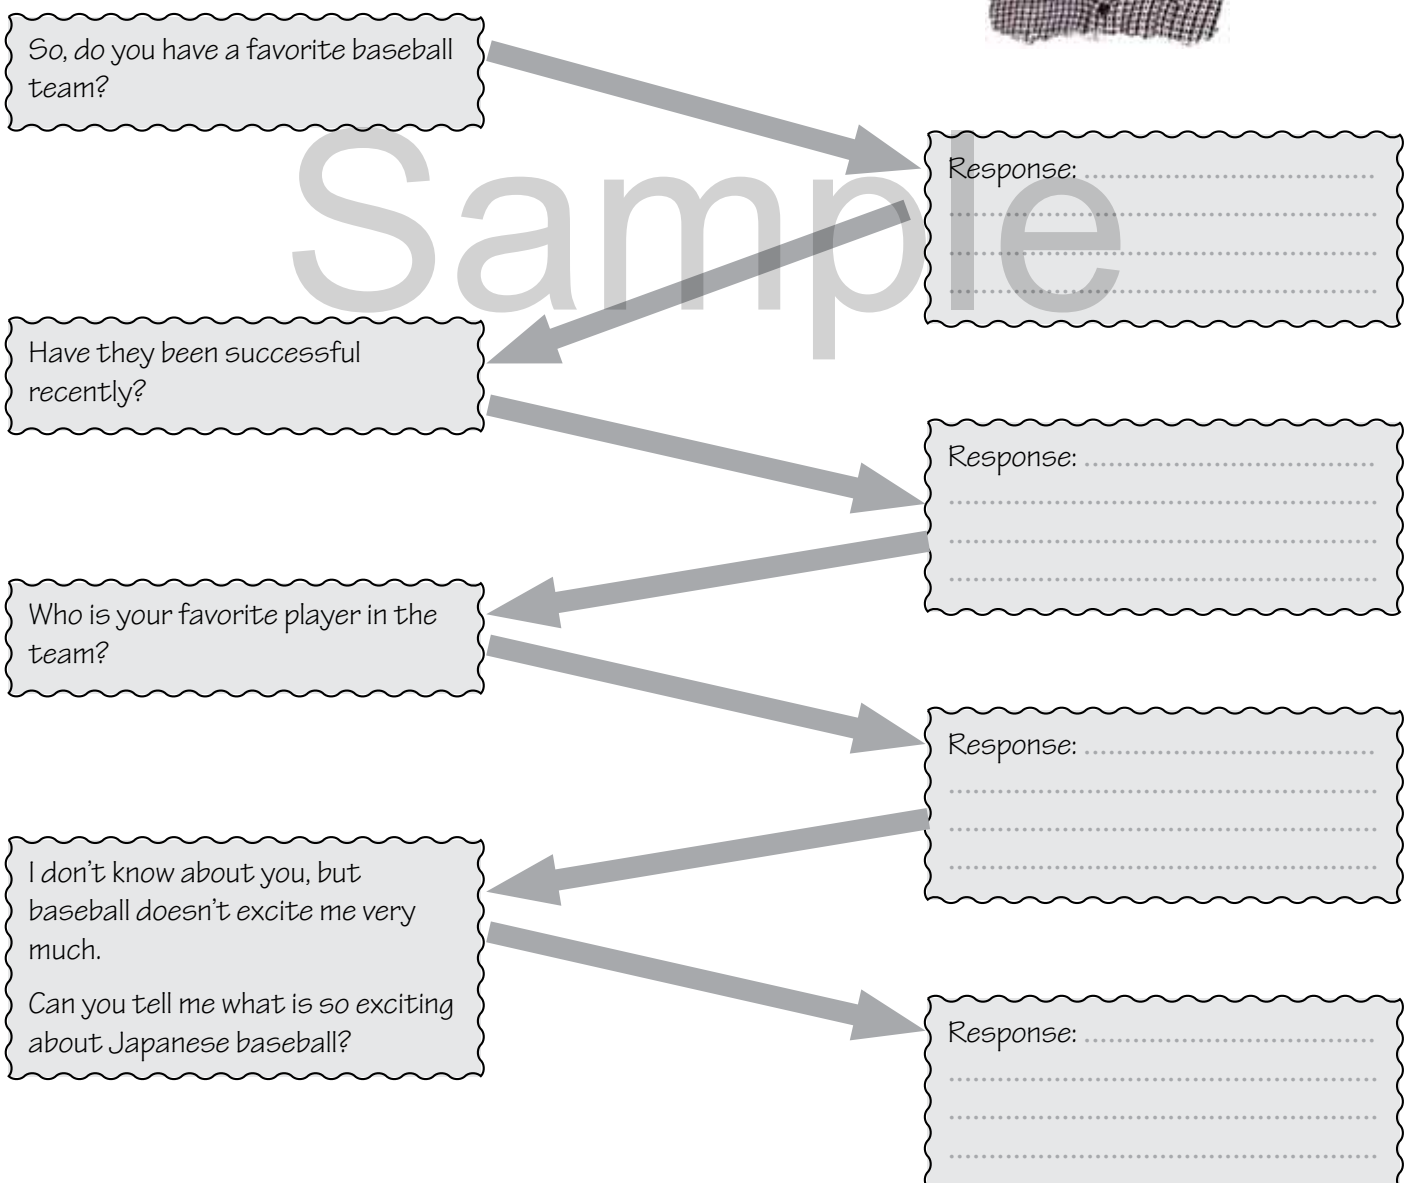 So, do you have a favorite baseball
team?
Sample
Response:
Have they been successful
recently?
Response:
Who is your favorite player in the
team?
Response:
I don't know about you, but
baseball doesn't excite me very
much.
Can you tell me what is so exciting
about Japanese baseball?
Response: